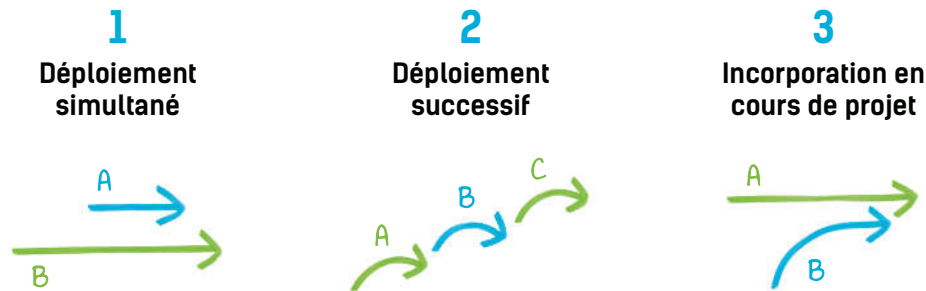 1
Déploiement
simultané
A
B
2
Déploiement
successif
A
B
C
3
Incorporation en
cours de projet
A
B